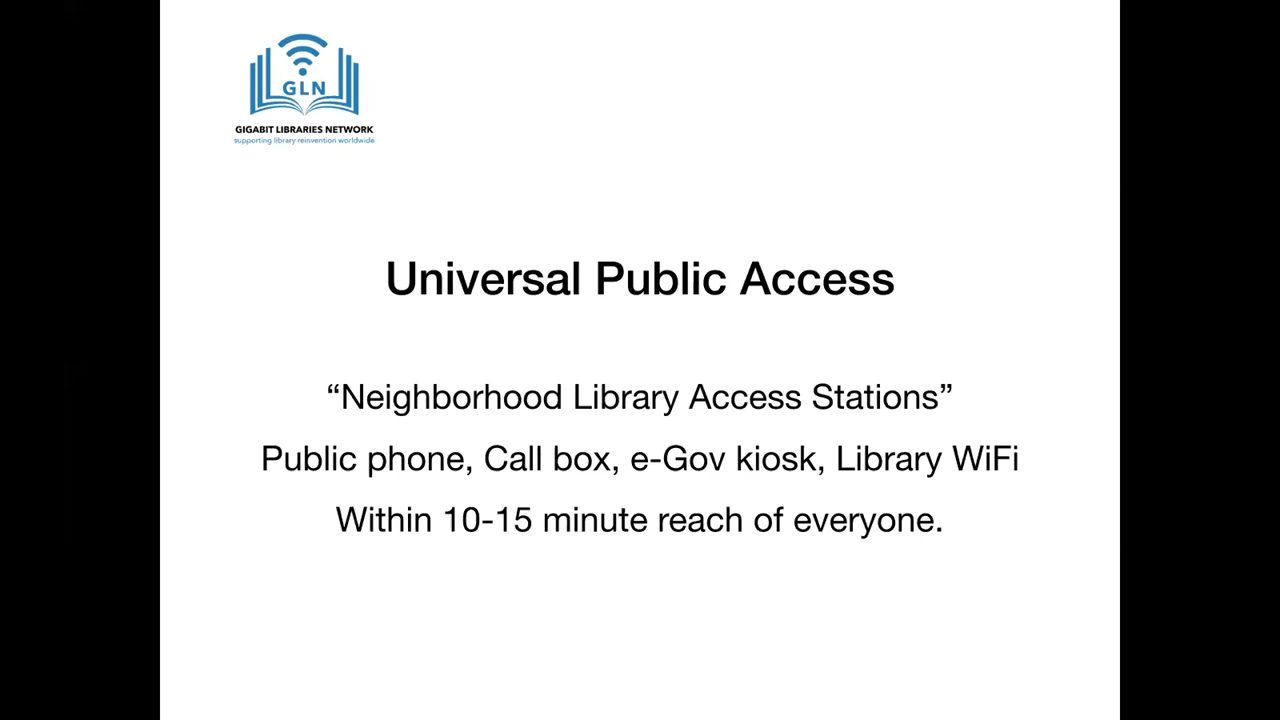 GLN
GIGABIT LIBRARIES NETWORK
supporting library reinvention worldwide
Universal Public Access
“Neighborhood Library Access Stations”
Public phone, Call box, e-Gov kiosk, Library WiFi
Within 10-15 minute reach of everyone.